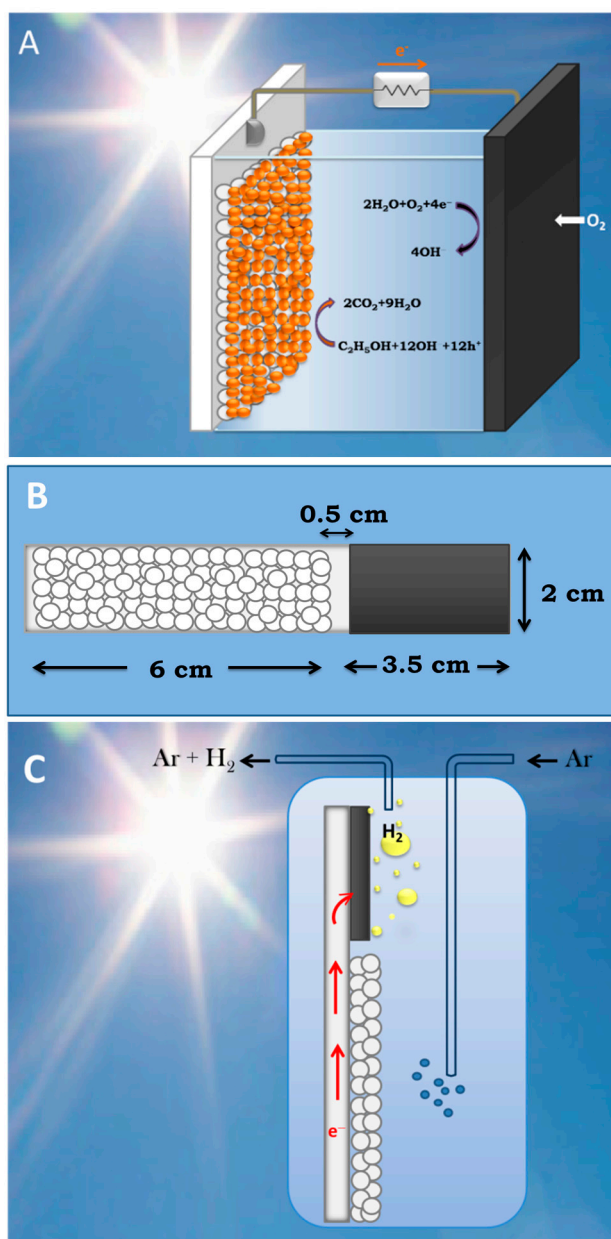 A
e⁻
2H₂O+O₂+4e⁻
O₂
4OH⁻
2CO₂+9H₂O
C₂H₅OH+12OH⁻+12h⁺
B
0.5 cm
2 cm
6 cm
3.5 cm
C
Ar + H₂
Ar
H₂
e⁻